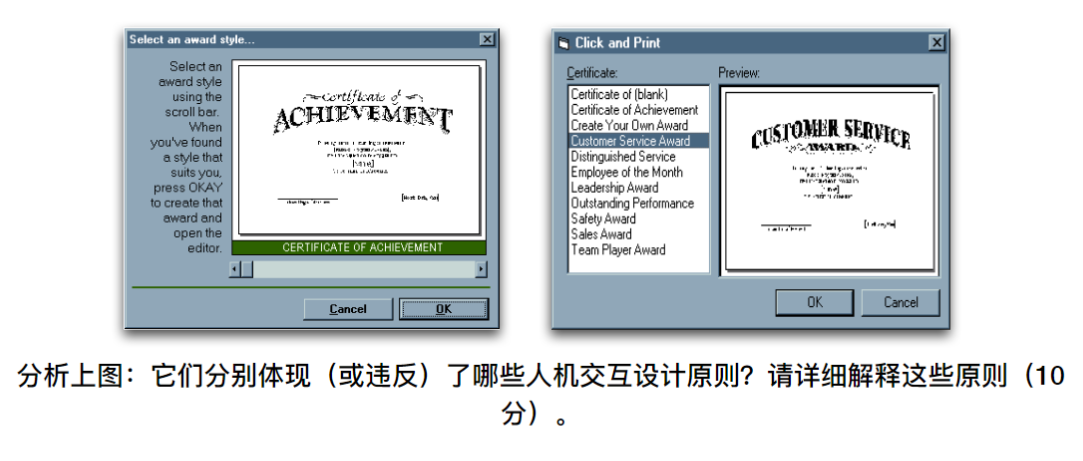 Select an award style...
Select an
award style
using the
scroll bar.
When
you've found
a style that
suits you,
press OKAY
to create that
award and
open the
editor.
Certificate of
ACHIEVEMENT
CERTIFICATE OF ACHIEVEMENT
Cancel
OK
Click and Print
Certificate:
Certificate of (blank)
Certificate of Achievement
Create Your Own Award
Customer Service Award
Distinguished Service
Employee of the Month
Leadership Award
Outstanding Performance
Safety Award
Sales Award
Team Player Award
Preview:
CUSTOMER SERVICE
AWARD
OK
Cancel
分析上图：它们分别体现（或违反）了哪些人机交互设计原则？请详细解释这些原则（10
分）。